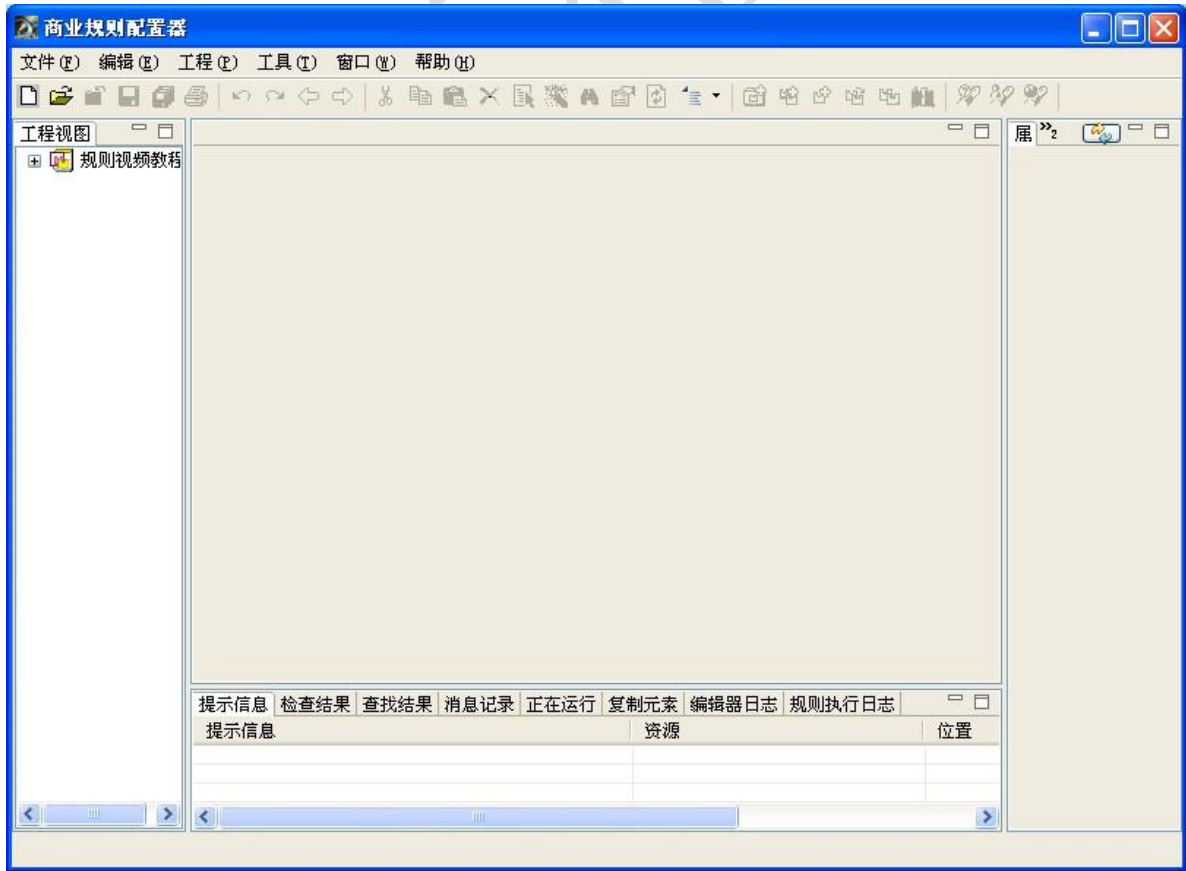 商业规则配置器
文件(F) 编辑(E) 工程(P) 工具(T) 窗口(W) 帮助(H)
工程视图
规则视频教程
属 »2
提示信息 检查结果 查找结果 消息记录 正在运行 复制元素 编辑器日志 规则执行日志
提示信息 资源 位置